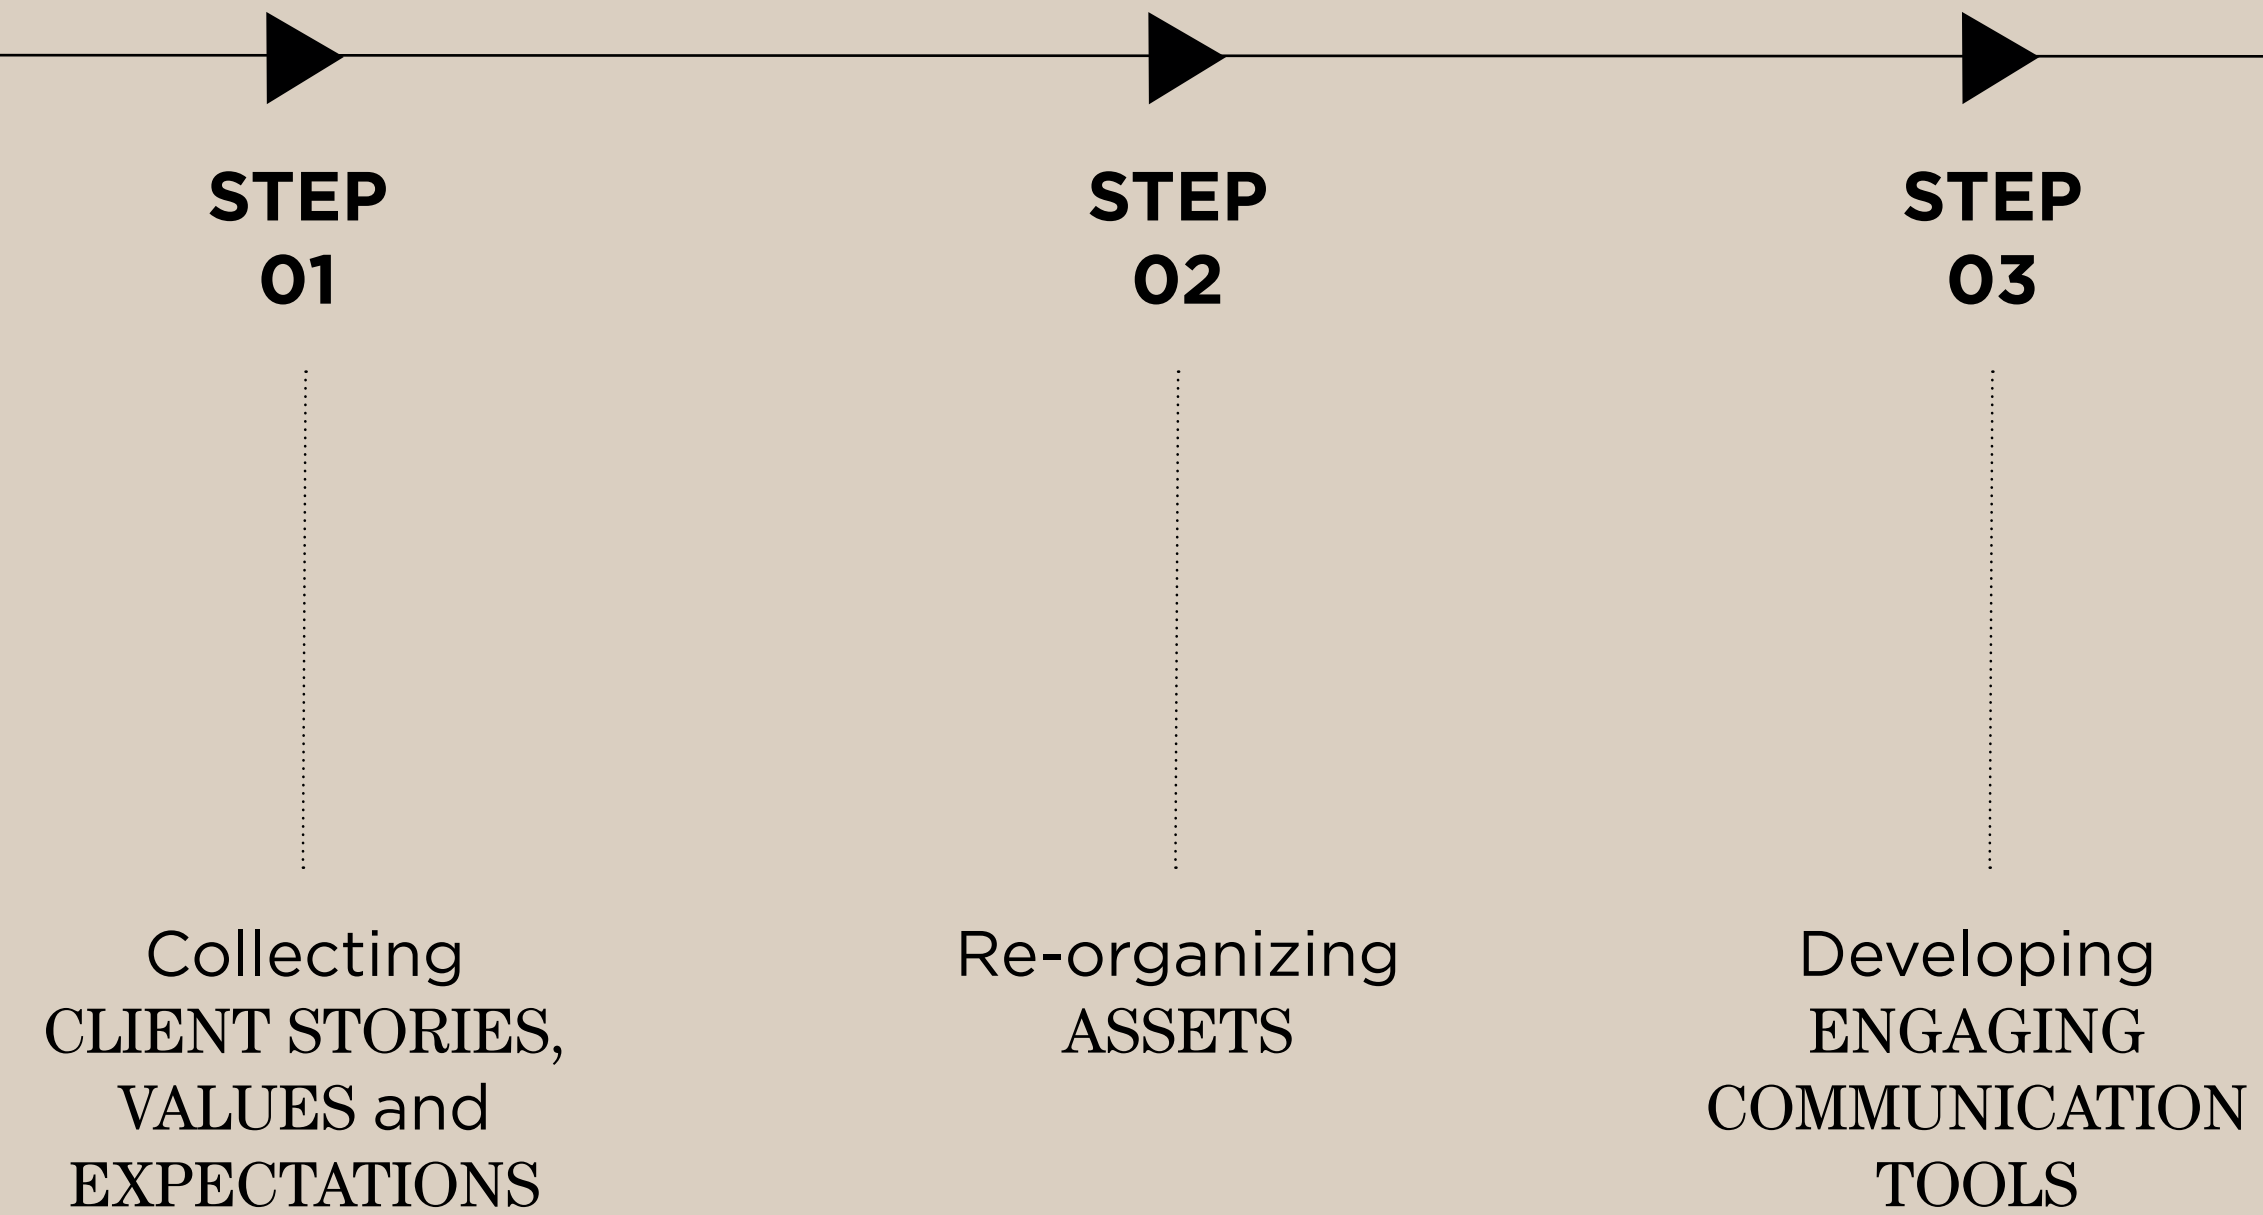 STEP
01
Collecting
CLIENT STORIES,
VALUES and
EXPECTATIONS
STEP
02
Re-organizing
ASSETS
STEP
03
Developing
ENGAGING
COMMUNICATION
TOOLS